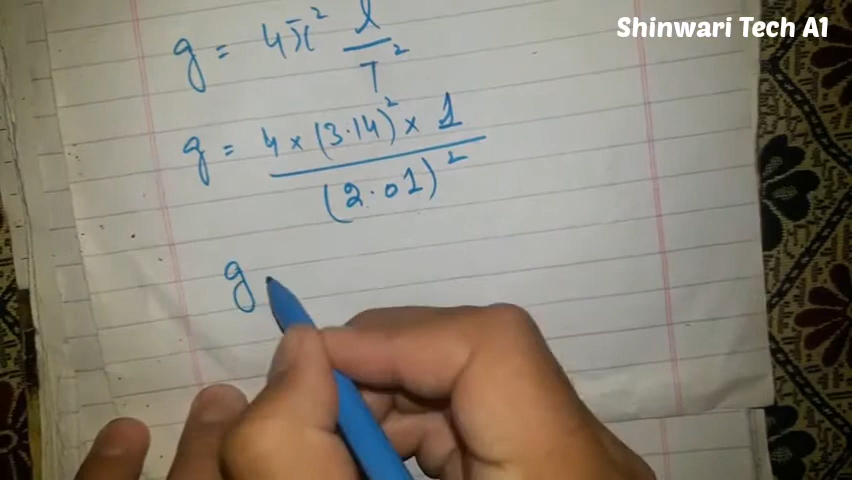 Shinwari Tech A1
g = 4π² l/T²
g = 4 × (3.14)² × 1 / (2.01)²
g